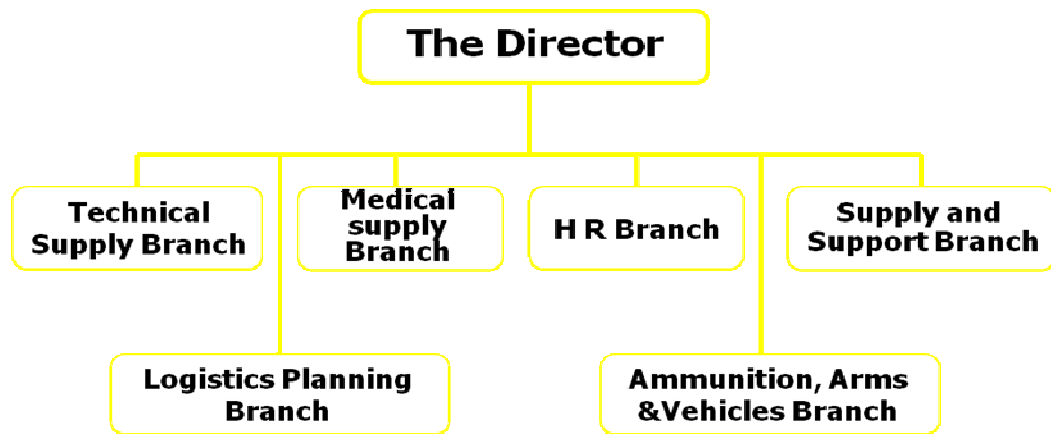 The Director
Technical
Supply Branch
Medical
supply
Branch
H R Branch
Supply and
Support Branch
Logistics Planning
Branch
Ammunition, Arms
&Vehicles Branch